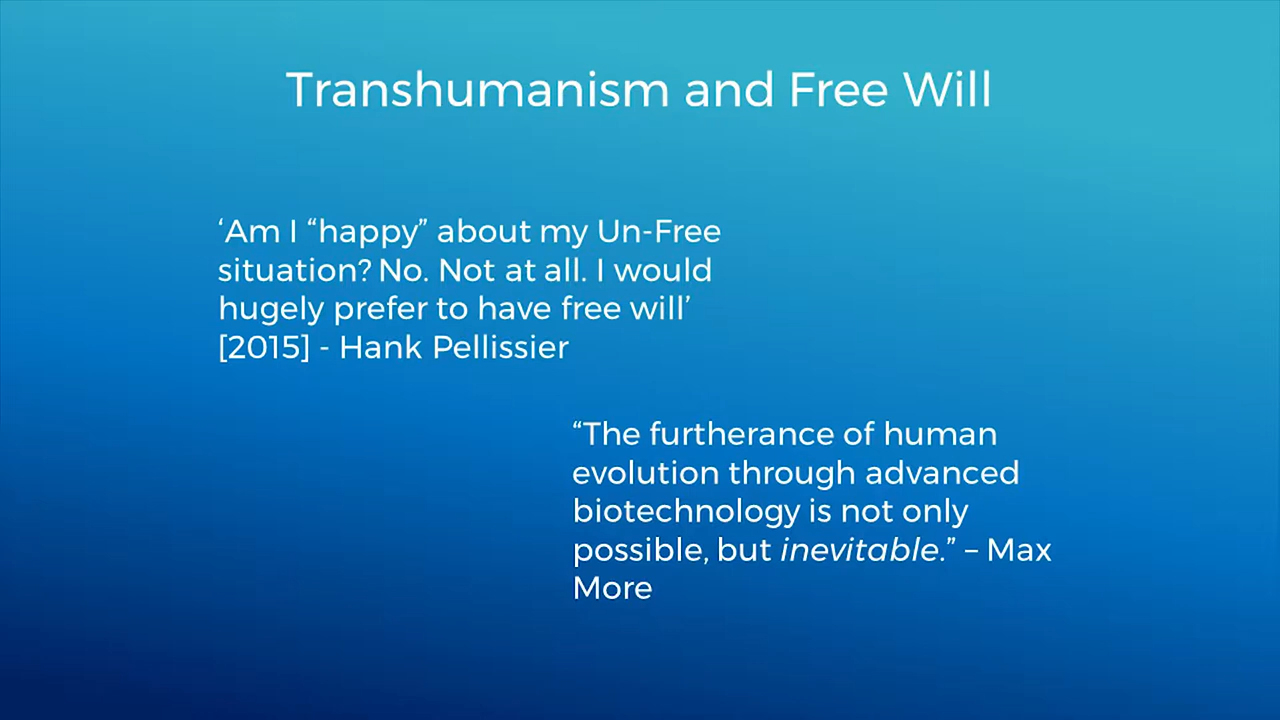 Transhumanism and Free Will
‘Am I “happy” about my Un-Free
situation? No. Not at all. I would
hugely prefer to have free will’
[2015] - Hank Pellissier
“The furtherance of human
evolution through advanced
biotechnology is not only
possible, but inevitable.” – Max
More